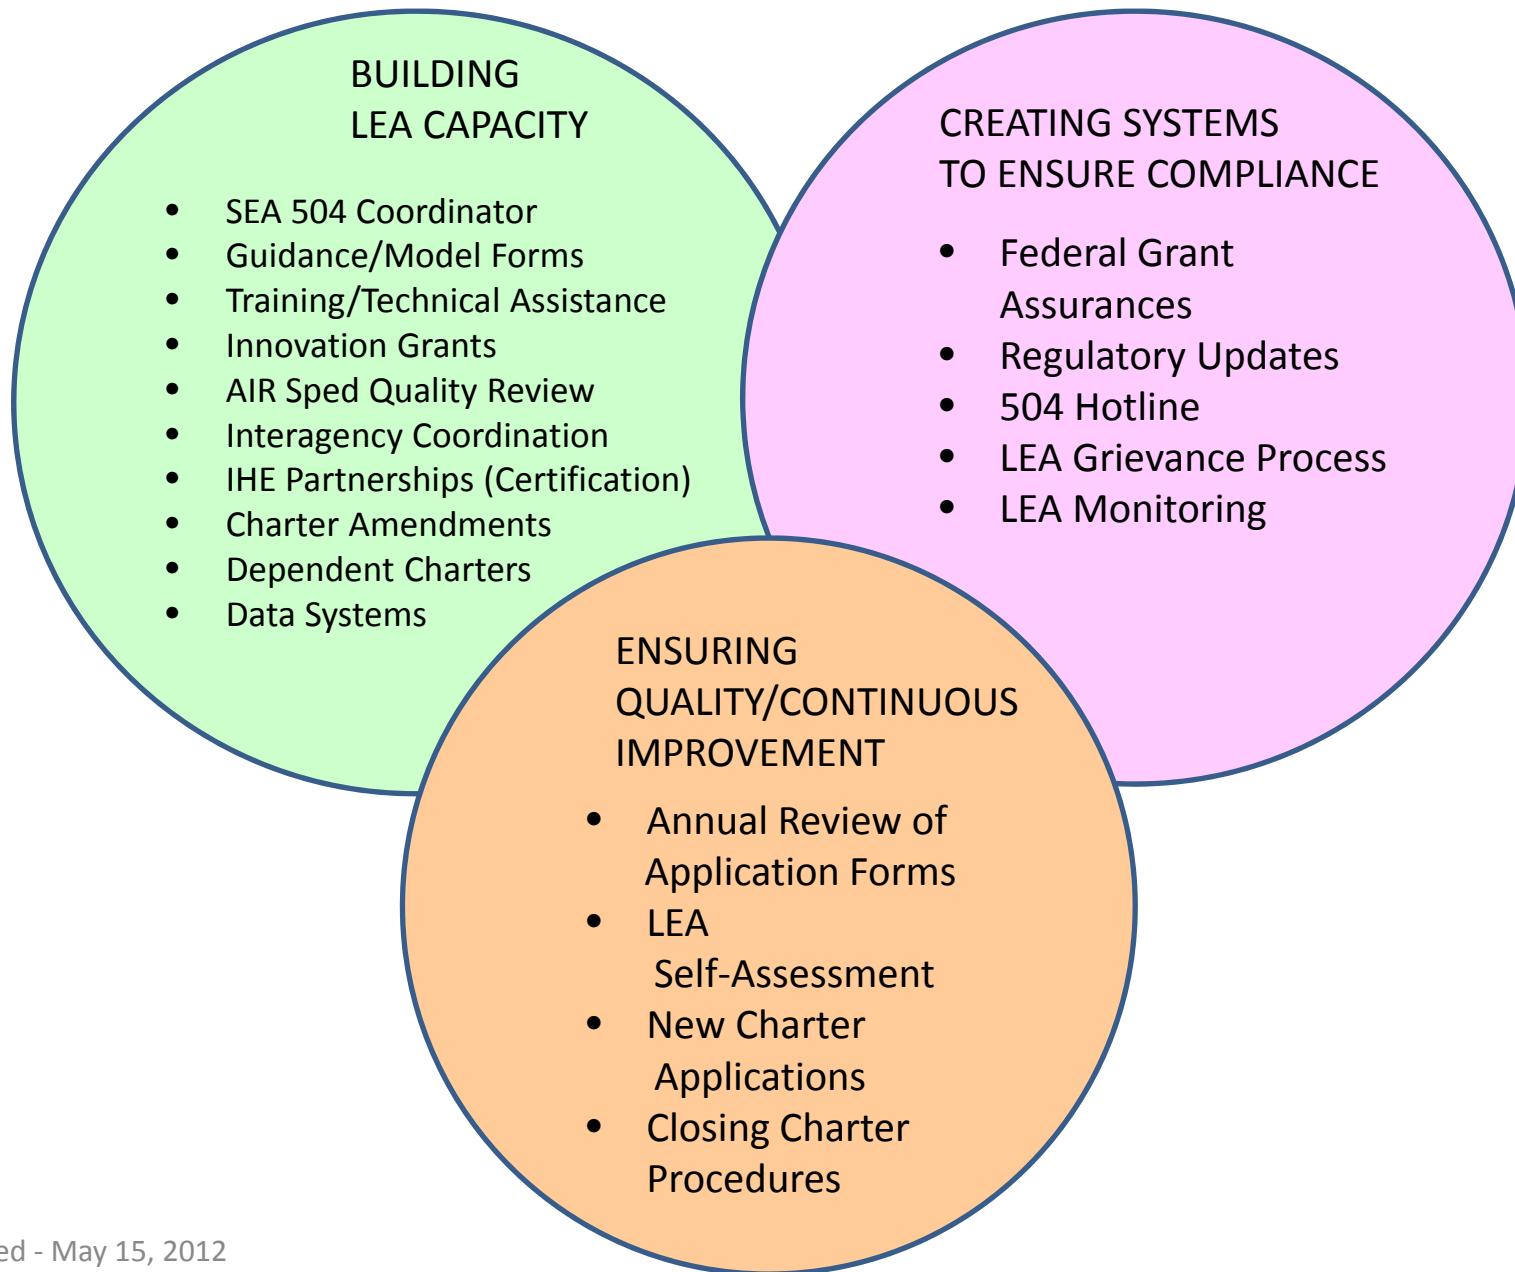 BUILDING
LEA CAPACITY
• SEA 504 Coordinator
• Guidance/Model Forms
• Training/Technical Assistance
• Innovation Grants
• AIR Sped Quality Review
• Interagency Coordination
• IHE Partnerships (Certification)
• Charter Amendments
• Dependent Charters
• Data Systems
CREATING SYSTEMS
TO ENSURE COMPLIANCE
• Federal Grant
Assurances
• Regulatory Updates
• 504 Hotline
• LEA Grievance Process
• LEA Monitoring
ENSURING
QUALITY/CONTINUOUS
IMPROVEMENT
• Annual Review of
Application Forms
• LEA
Self-Assessment
• New Charter
Applications
• Closing Charter
Procedures
ed - May 15, 2012